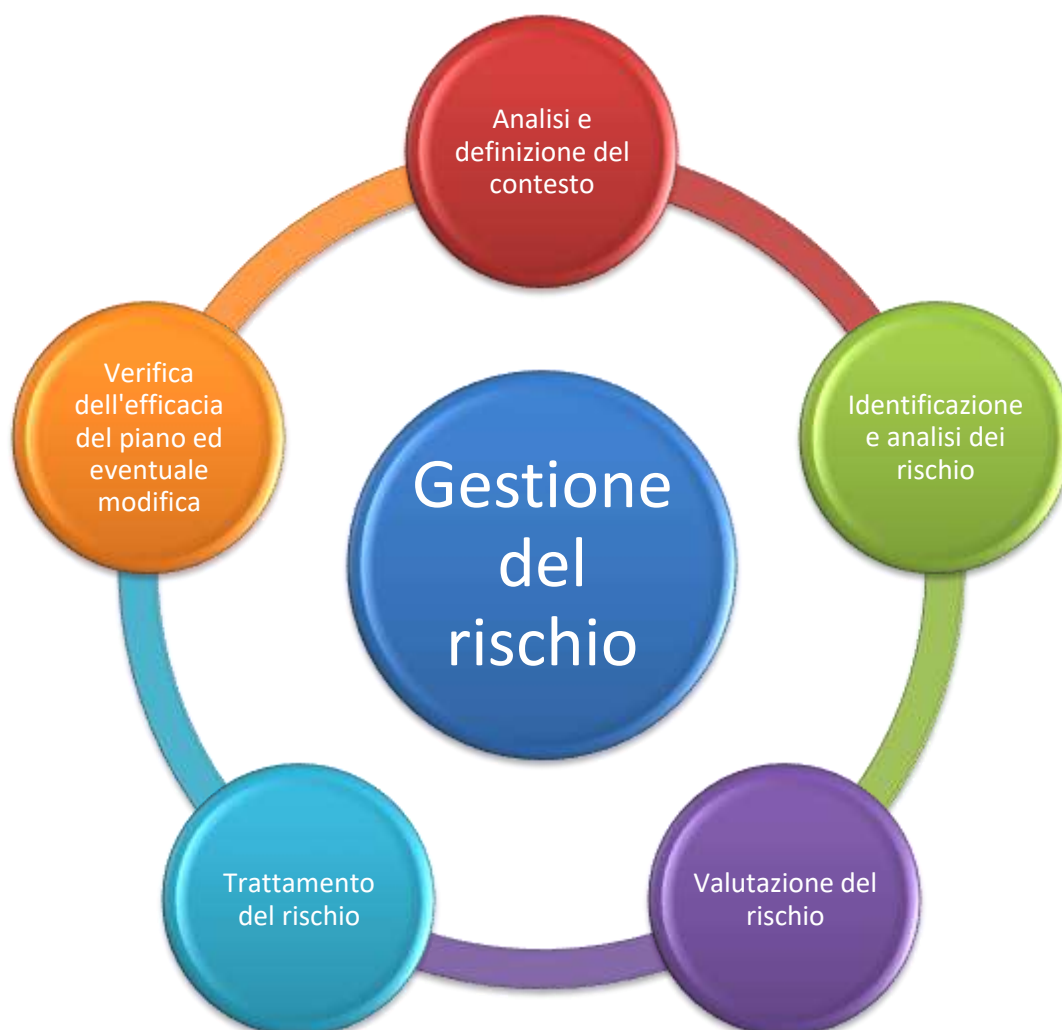 Analisi e
definizione del
contesto
Identificazione
e analisi dei
rischio
Valutazione del
rischio
Trattamento
del rischio
Verifica
dell'efficacia
del piano ed
eventuale
modifica
Gestione
del
rischio